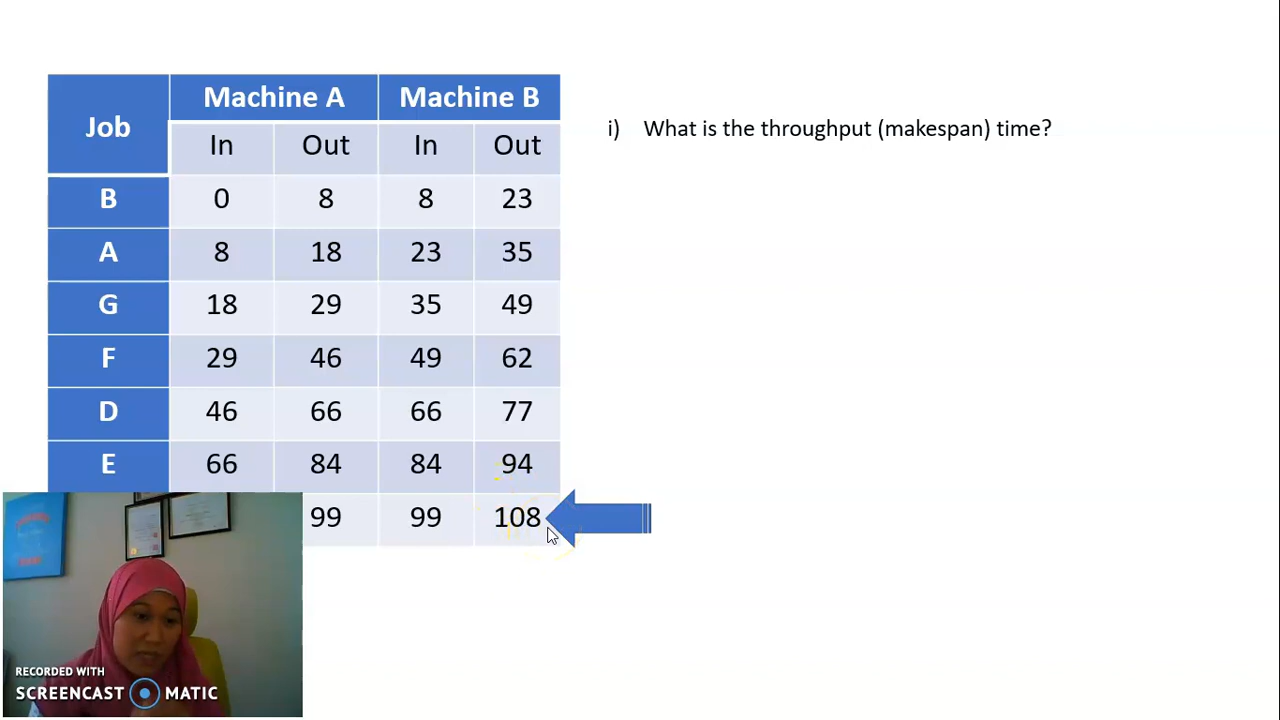 Job Machine A Machine B
In Out In Out
B 0 8 8 23
A 8 18 23 35
G 18 29 35 49
F 29 46 49 62
D 46 66 66 77
E 66 84 84 94
99 99 108
i) What is the throughput (makespan) time?
RECORDED WITH
SCREENCAST MATIC